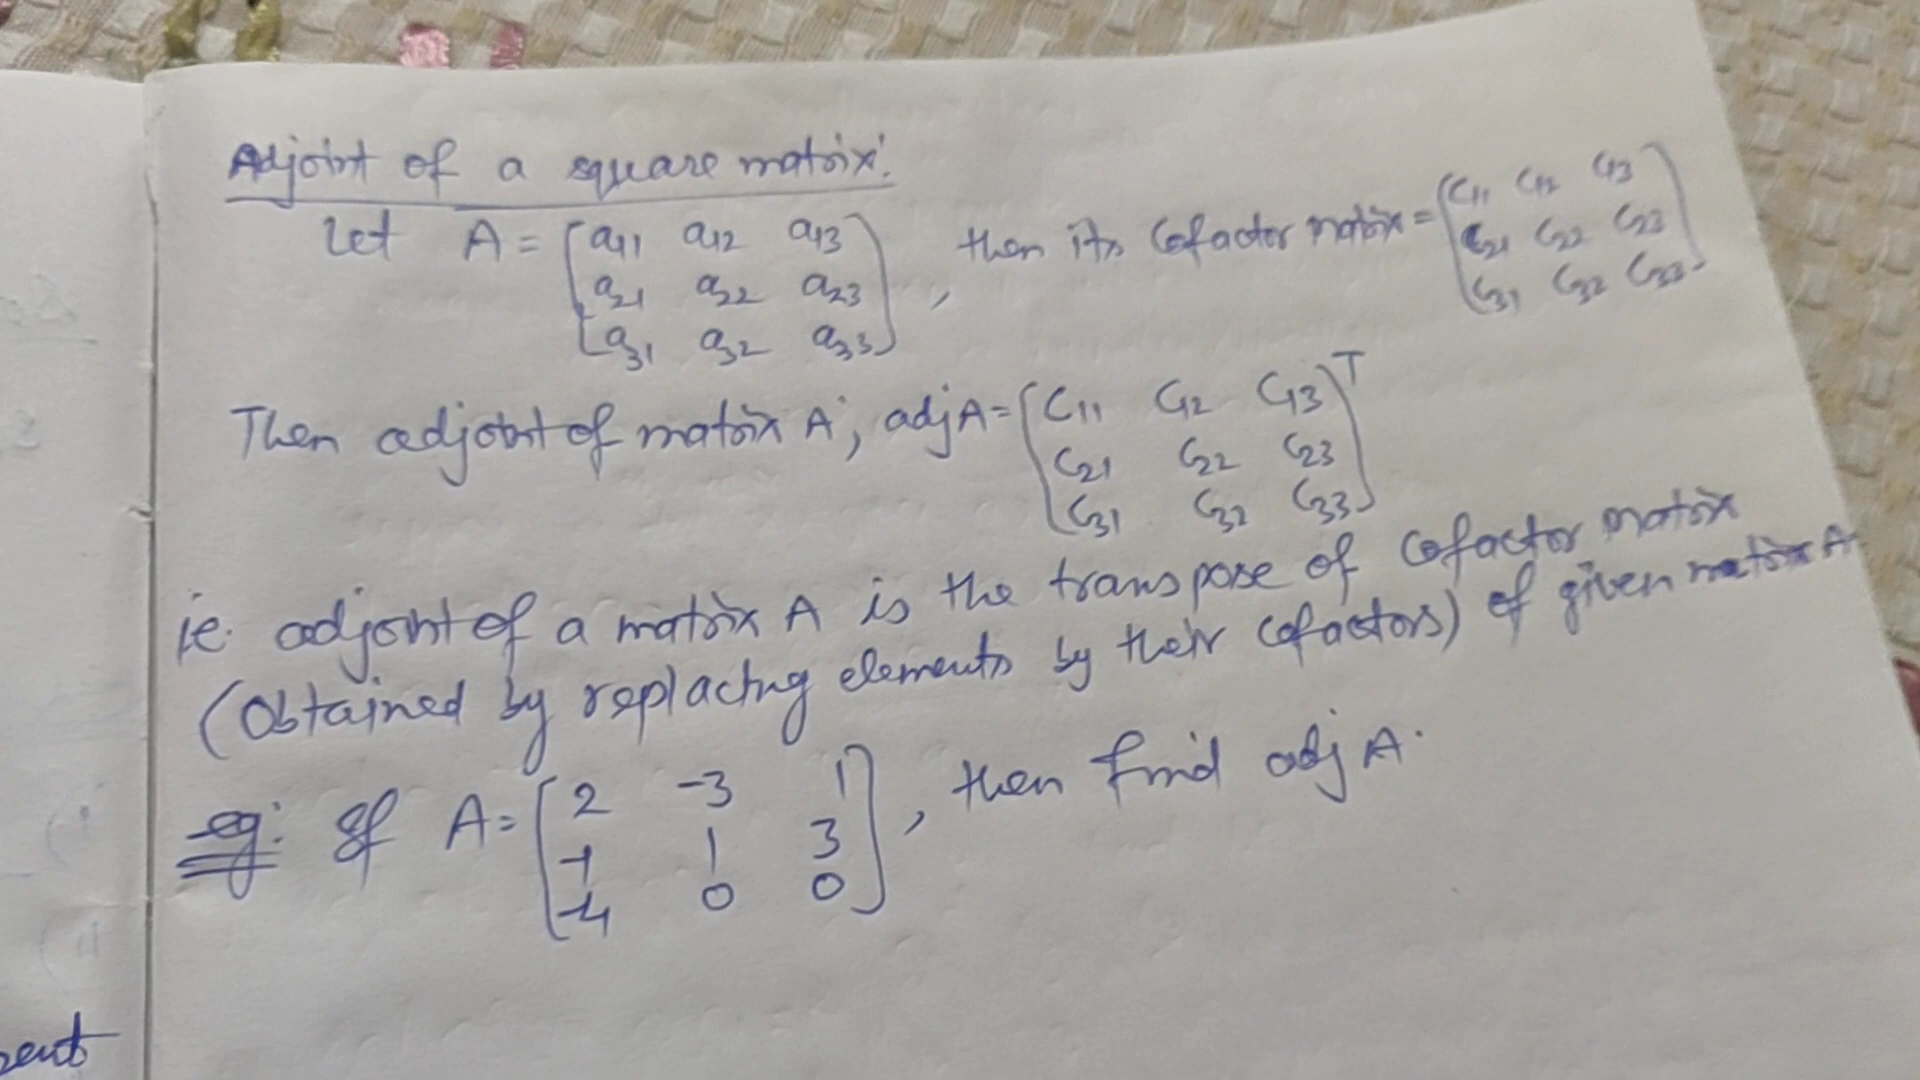 Adjoint of a square matrix:
Let A = [a11 a12 a13
a21 a22 a23
a31 a32 a33] , then its Cofactor matrix = [C11 C12 C13
C21 C22 C23
C31 C32 C33]
Then adjoint of matrix A, adj A = [C11 C12 C13
C21 C22 C23
C31 C32 C33]T
ie. adjoint of a matrix A is the transpose of Cofactor matrix
(Obtained by replacing elements by their Cofactors) of given matrix A
eg: If A = [2 -3 1
-1 1 3
-4 0 0] , then find adj A.